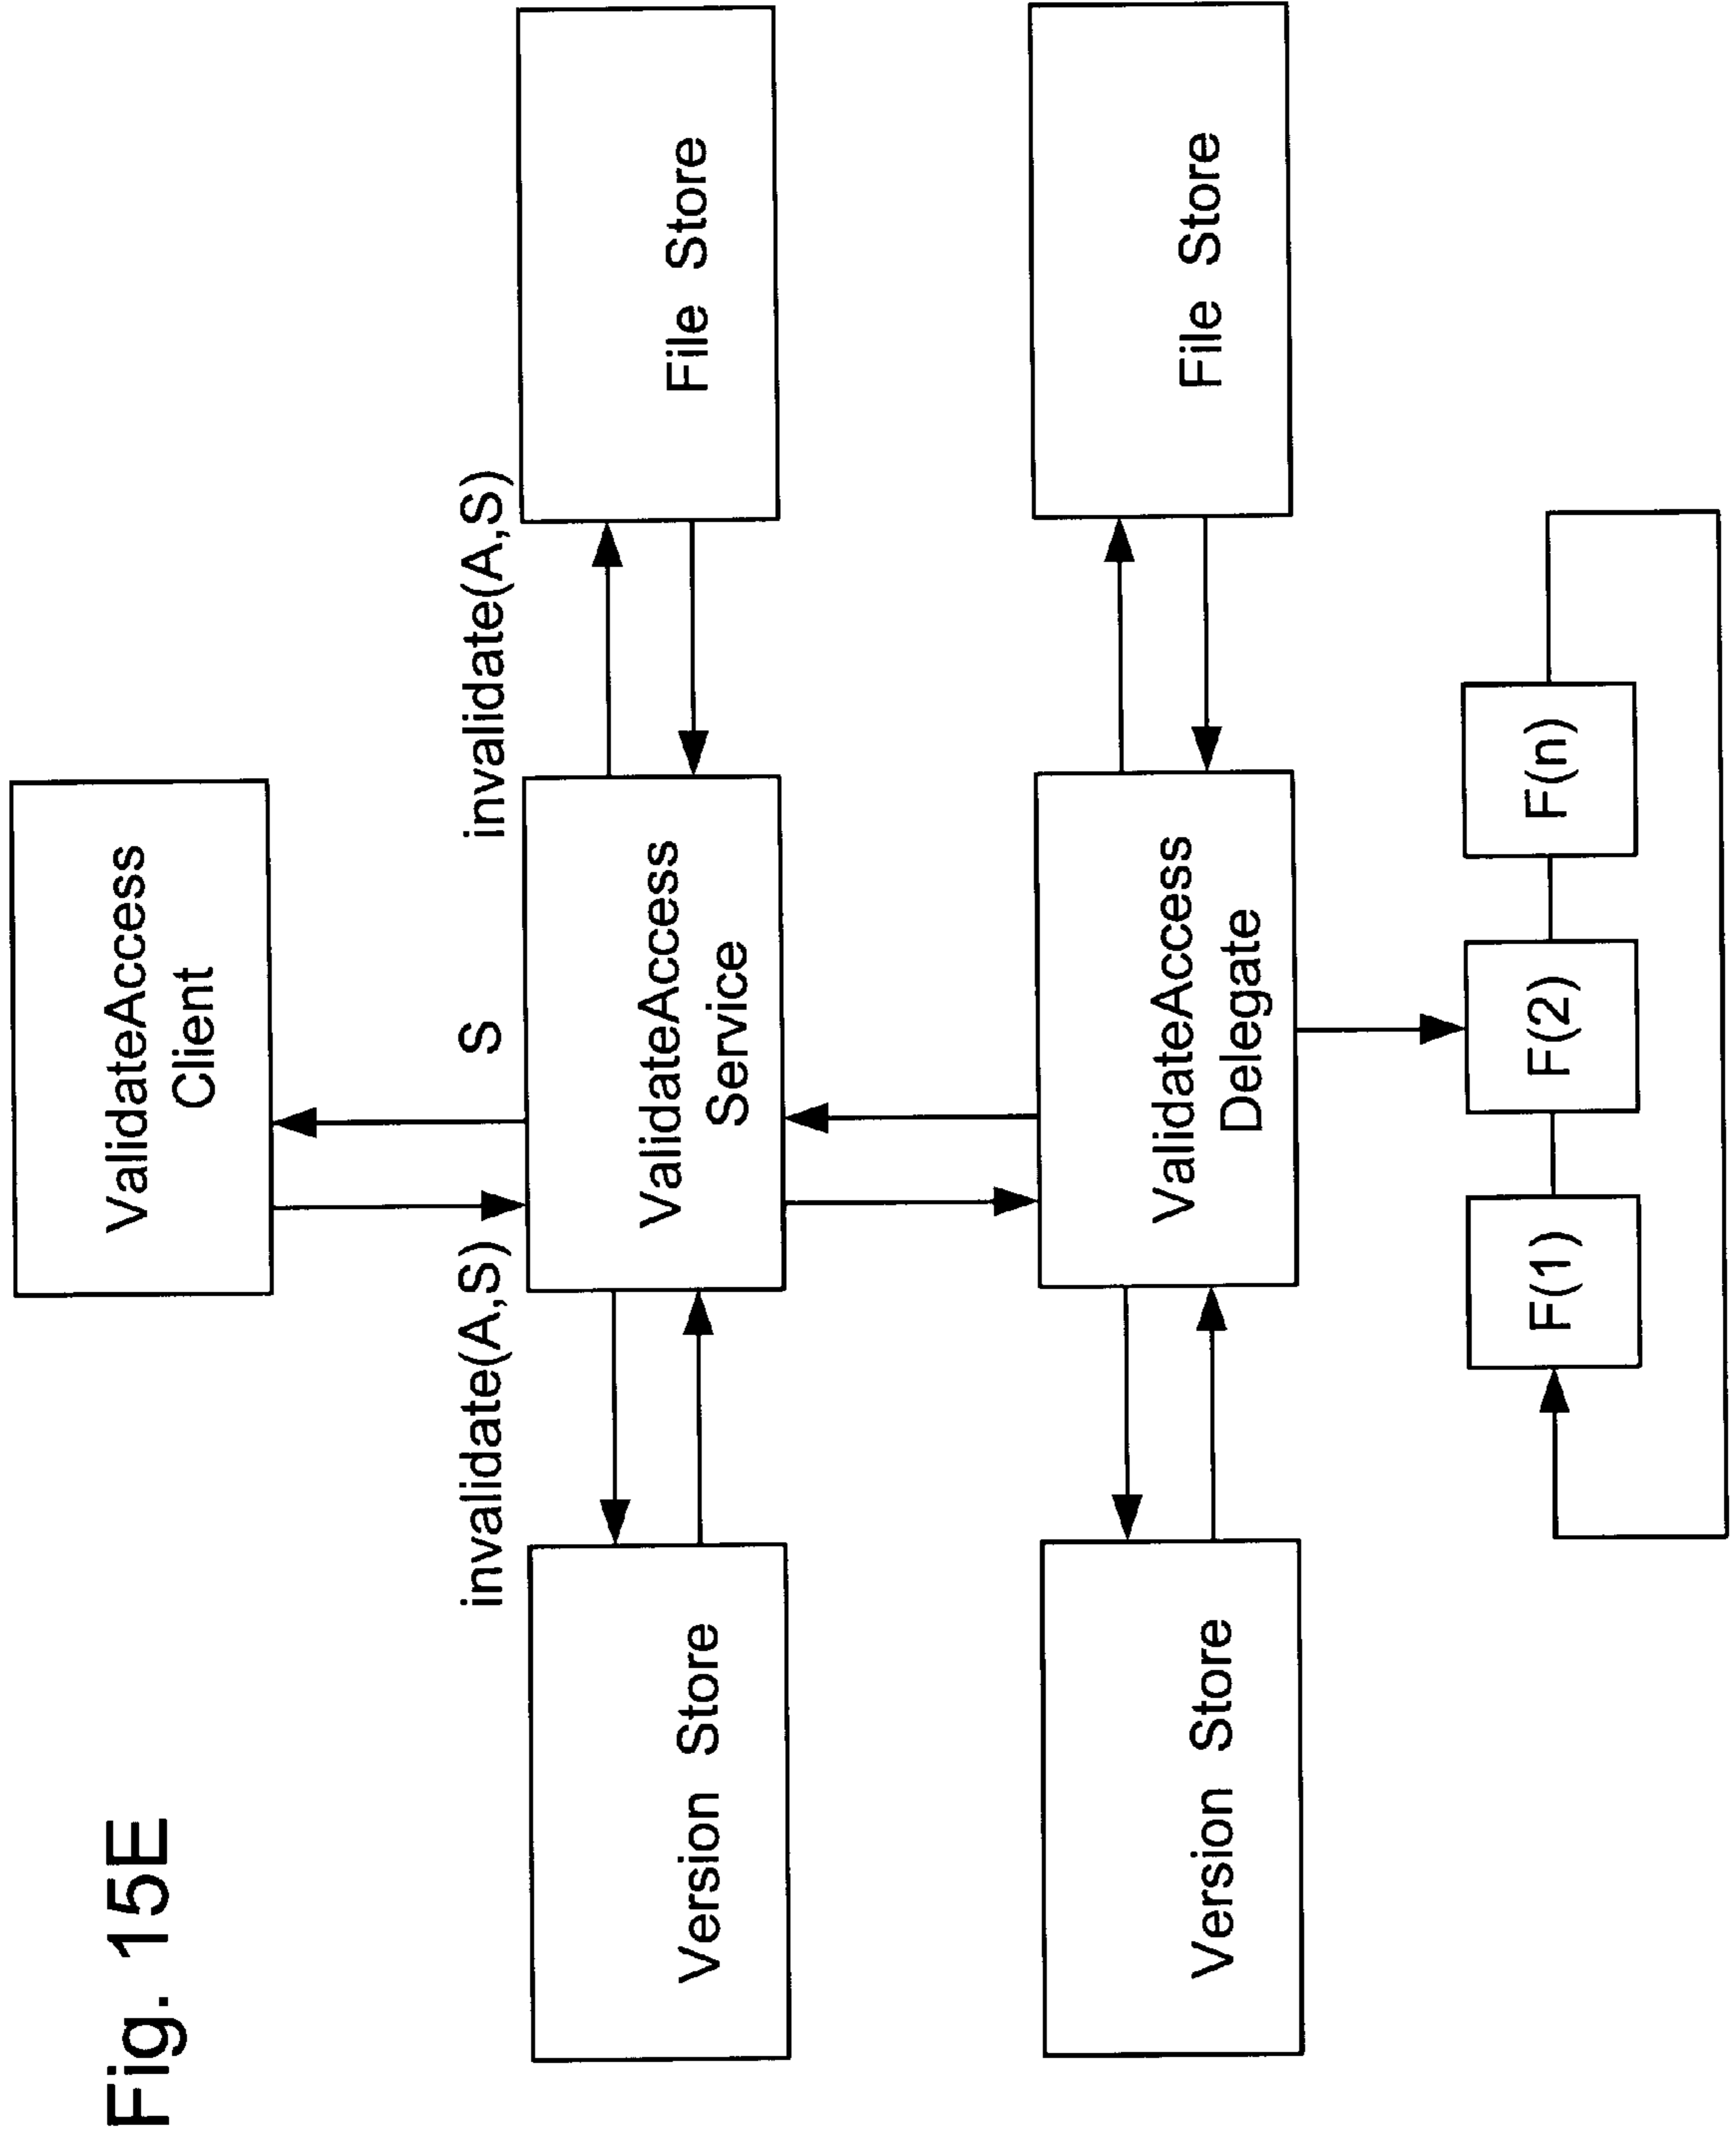 Fig. 15E
ValidateAccess
Client
invalidate(A,S)
S
invalidate(A,S)
Version Store
ValidateAccess
Service
File Store
Version Store
ValidateAccess
Delegate
File Store
F(1)
F(2)
F(n)